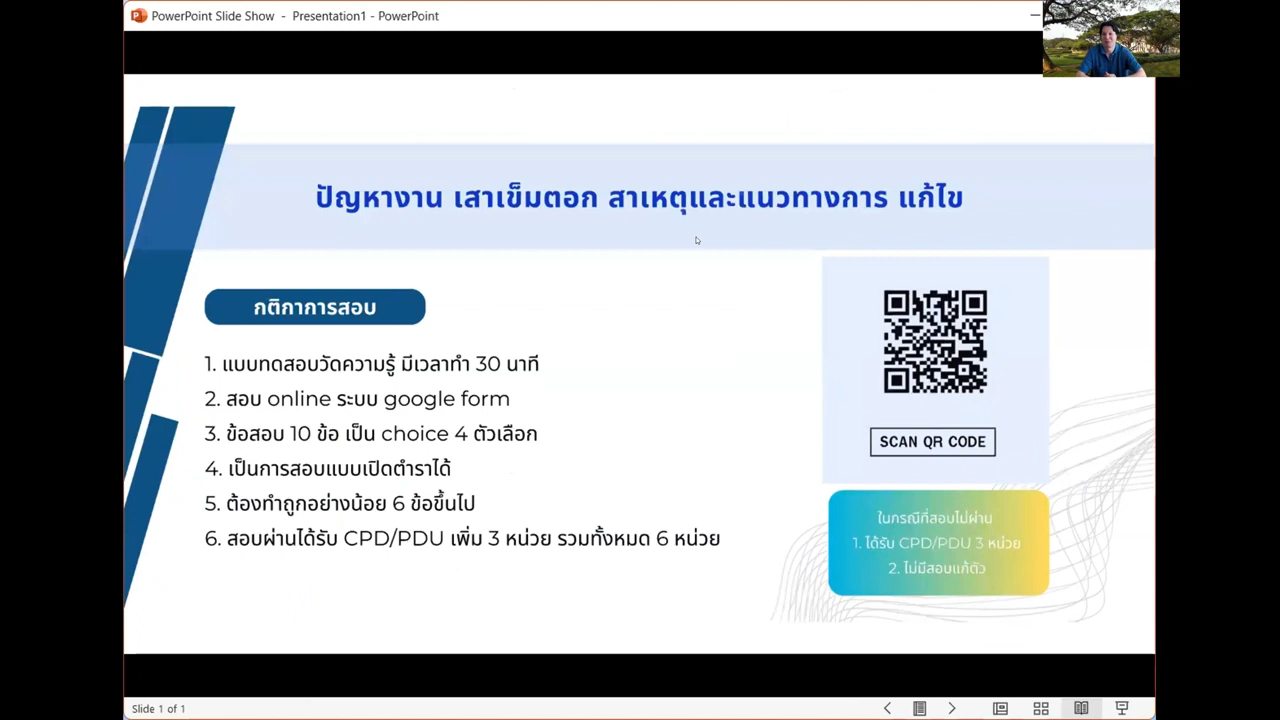 PowerPoint Slide Show - Presentation1 - PowerPoint
ปัญหางาน เสาเข็มตอก สาเหตุและแนวทางการ แก้ไข
กติกาการสอบ
1. แบบทดสอบวัดความรู้ มีเวลาทำ 30 นาที
2. สอบ online ระบบ google form
3. ข้อสอบ 10 ข้อ เป็น choice 4 ตัวเลือก
4. เป็นการสอบแบบเปิดตำราได้
5. ต้องทำถูกอย่างน้อย 6 ข้อขึ้นไป
6. สอบผ่านได้รับ CPD/PDU เพิ่ม 3 หน่วย รวมทั้งหมด 6 หน่วย
SCAN QR CODE
ในกรณีที่สอบไม่ผ่าน
1. ได้รับ CPD/PDU 3 หน่วย
2. ไม่มีสอบแก้ตัว
Slide 1 of 1